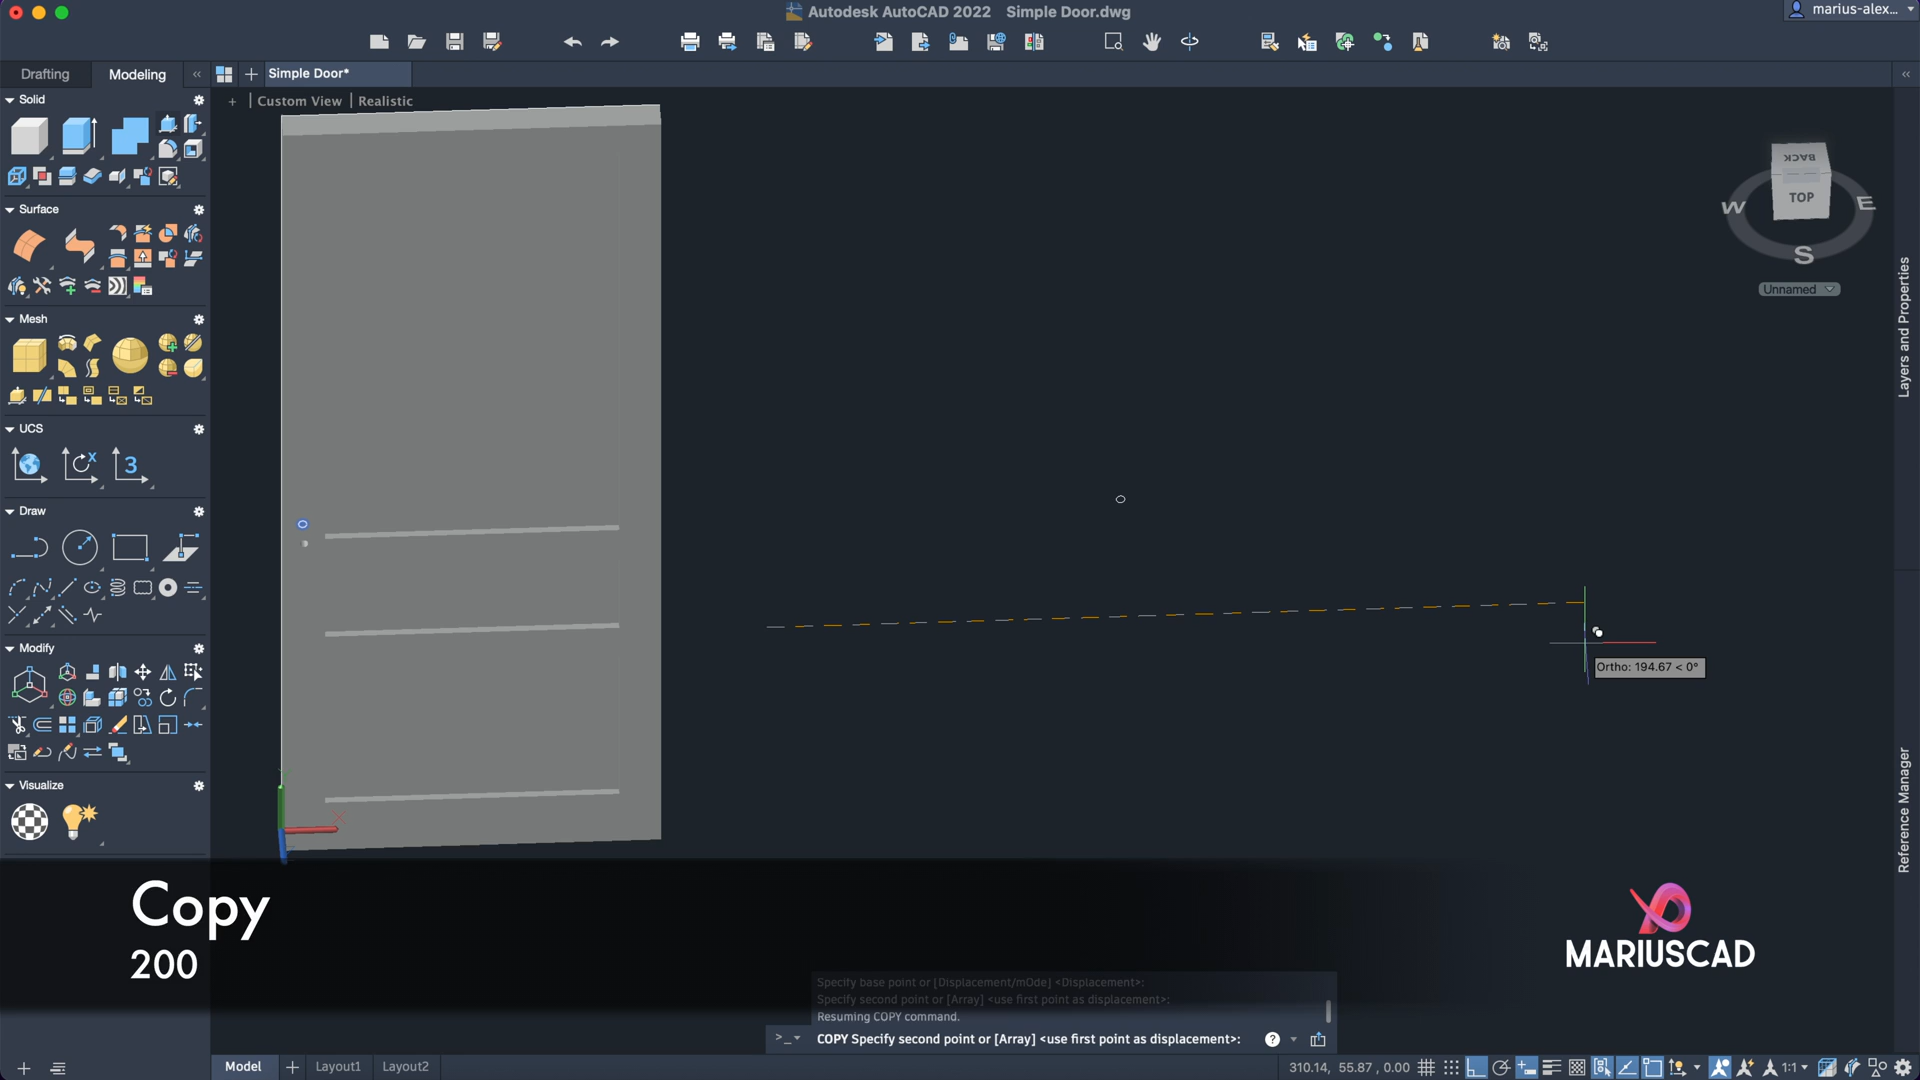 Autodesk AutoCAD 2022 Simple Door.dwg
marius-alex...
Drafting
Modeling
Simple Door*
Solid
+ | Custom View | Realistic
BACK
TOP
W
E
S
Unnamed
Surface
Mesh
UCS
X
3
Draw
Modify
Visualize
Layers and Properties
Reference Manager
Ortho: 194.67 < 0°
X
Copy
200
MARIUSCAD
Specify base point or [Displacement/mOde] <Displacement>:
Specify second point or [Array] <use first point as displacement>:
Resuming COPY command.
>_ COPY Specify second point or [Array] <use first point as displacement>:
Model
Layout1
Layout2
310.14, 55.87 , 0.00
1:1